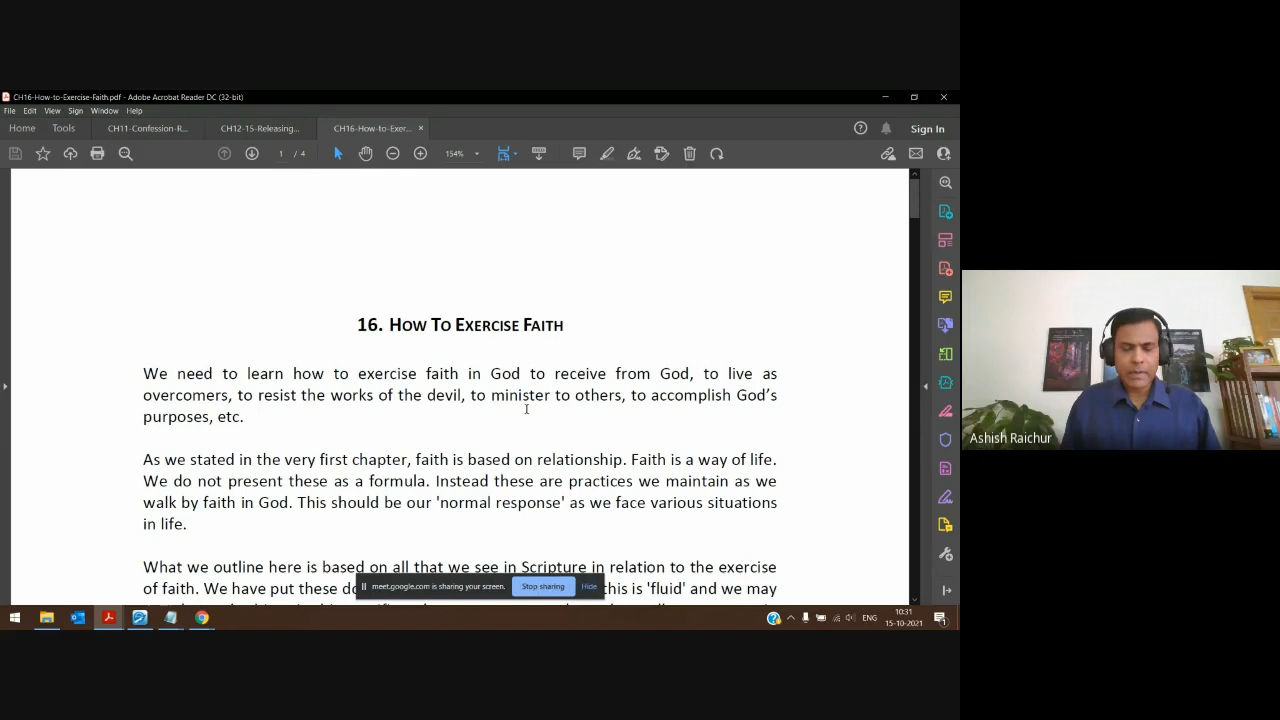 CH16-How-to-Exercise-Faith.pdf - Adobe Acrobat Reader DC (32-bit)
File Edit View Sign Window Help
Home Tools CH11-Confession-R... CH12-15-Releasing... CH16-How-to-Exer... × Sign In
1 / 4 154%
16. HOW TO EXERCISE FAITH
We need to learn how to exercise faith in God to receive from God, to live as
overcomers, to resist the works of the devil, to minister to others, to accomplish God's
purposes, etc.
As we stated in the very first chapter, faith is based on relationship. Faith is a way of life.
We do not present these as a formula. Instead these are practices we maintain as we
walk by faith in God. This should be our 'normal response' as we face various situations
in life.
What we outline here is based on all that we see in Scripture in relation to the exercise
of faith. We have put these this is 'fluid' and we may
meet.google.com is sharing your screen. Stop sharing Hide
ENG 10:31
15-10-2021
Ashish Raichur